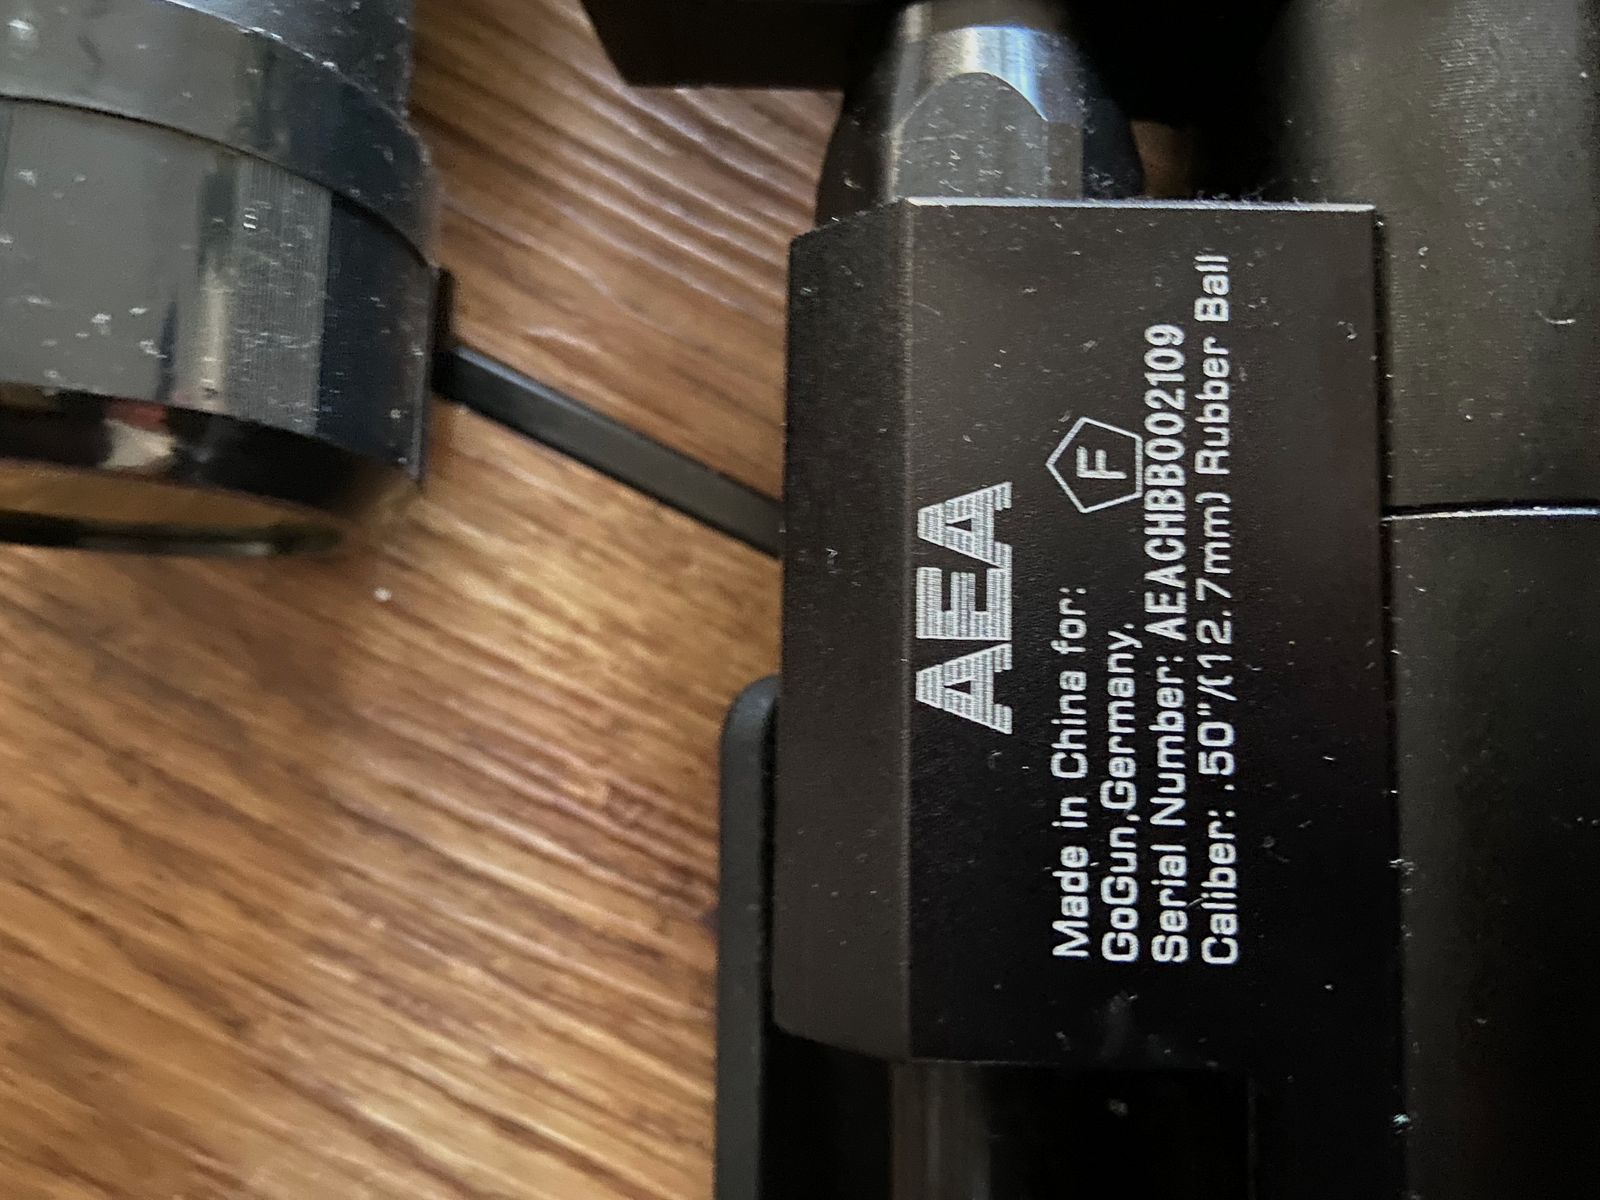 AEA
F
Made in China for:
GoGun,Germany.
Serial Number: AEACHBB002109
Caliber: .50"/(12.7mm) Rubber Ball